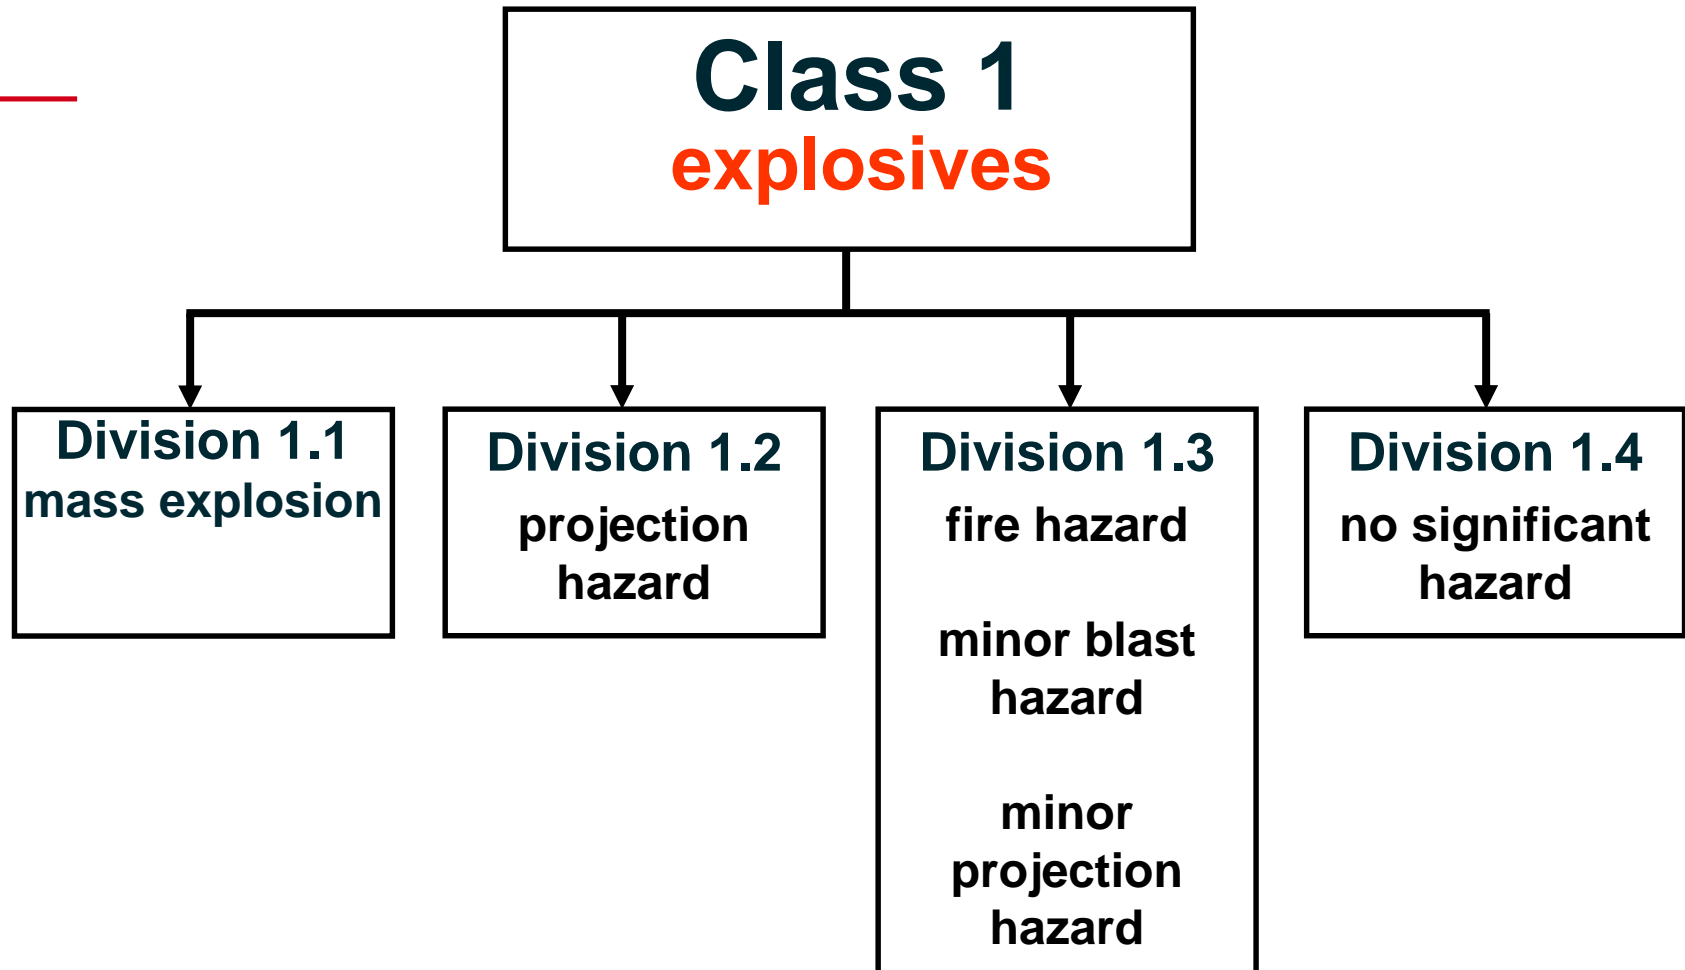 Class 1
explosives
Division 1.1
mass explosion
Division 1.2
projection
hazard
Division 1.3
fire hazard
minor blast
hazard
minor
projection
hazard
Division 1.4
no significant
hazard